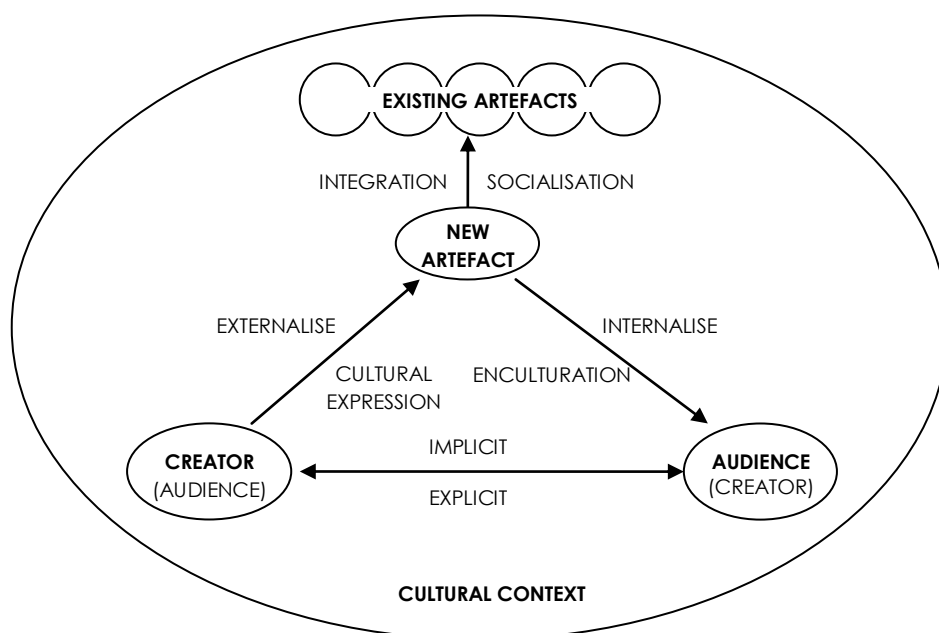 EXISTING ARTEFACTS
INTEGRATION
SOCIALISATION
NEW
ARTEFACT
EXTERNALISE
INTERNALISE
CULTURAL
EXPRESSION
ENCULTURATION
CREATOR
(AUDIENCE)
IMPLICIT
EXPLICIT
AUDIENCE
(CREATOR)
CULTURAL CONTEXT